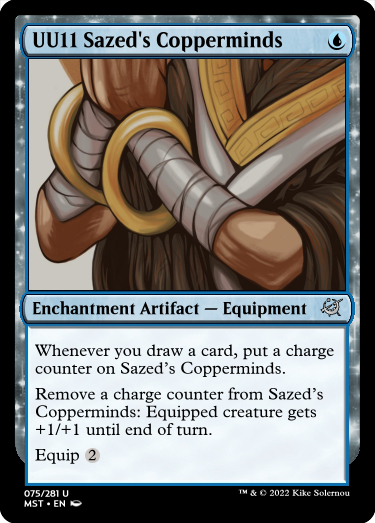 UU11 Sazed's Copperminds
Enchantment Artifact — Equipment
Whenever you draw a card, put a charge
counter on Sazed's Copperminds.
Remove a charge counter from Sazed's
Copperminds: Equipped creature gets
+1/+1 until end of turn.
Equip 2
075/281 U
MST • EN
™ & © 2022 Kike Solernou